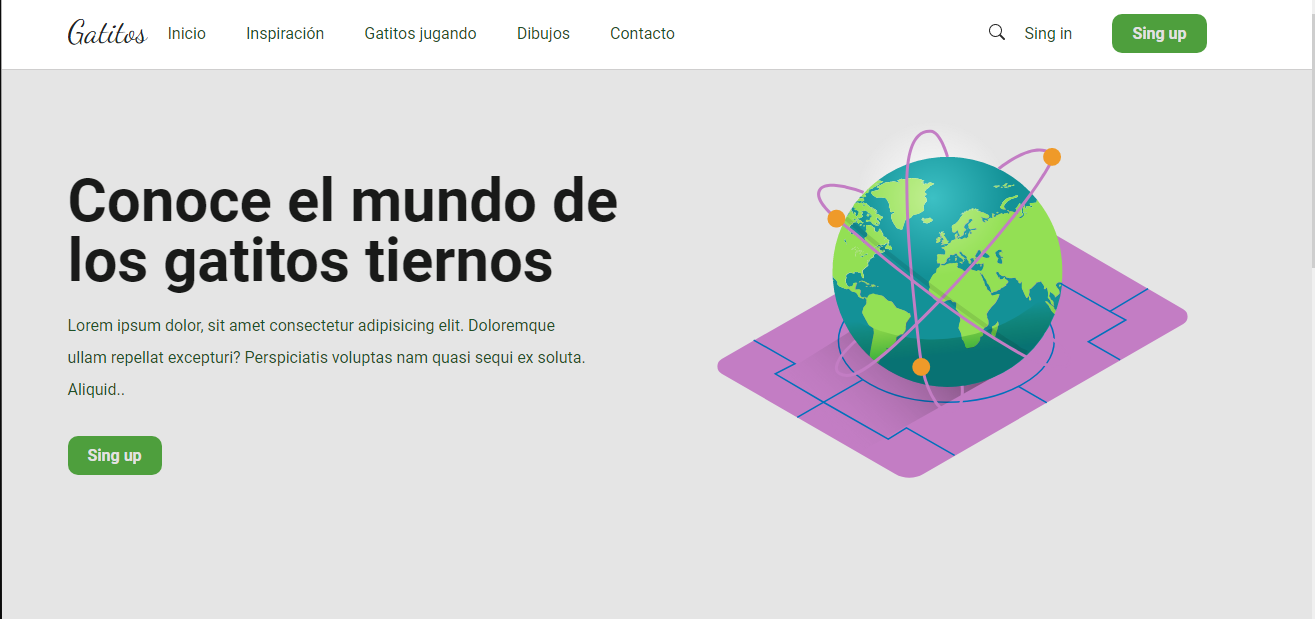 Gatitos Inicio Inspiración Gatitos jugando Dibujos Contacto Sing in Sing up
Conoce el mundo de
los gatitos tiernos
Lorem ipsum dolor, sit amet consectetur adipisicing elit. Doloremque
ullam repellat excepturi? Perspiciatis voluptas nam quasi sequi ex soluta.
Aliquid..
Sing up